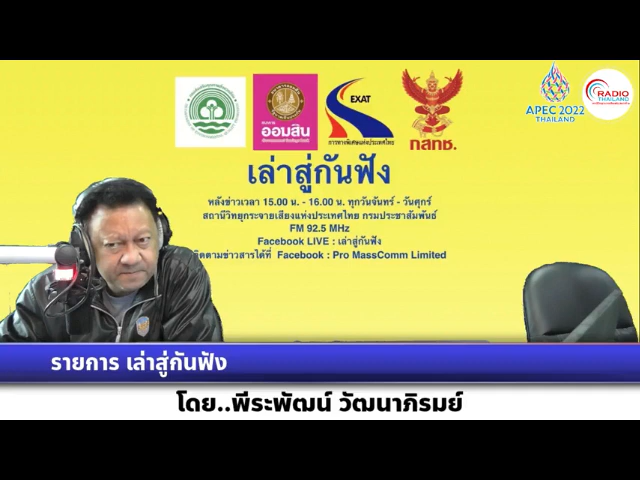 APEC 2022
THAILAND
RADIO
THAILAND
ธนาคาร
ออมสิน
EXAT
การทางพิเศษแห่งประเทศไทย
กสทช.
เล่าสู่กันฟัง
หลังข่าวเวลา 15.00 น. - 16.00 น. ทุกวันจันทร์ - วันศุกร์
สถานีวิทยุกระจายเสียงแห่งประเทศไทย กรมประชาสัมพันธ์
FM 92.5 MHz
Facebook LIVE : เล่าสู่กันฟัง
ติดตามข่าวสารได้ที่ Facebook : Pro MassComm Limited
รายการ เล่าสู่กันฟัง
โดย..พีระพัฒน์ วัฒนาภิรมย์